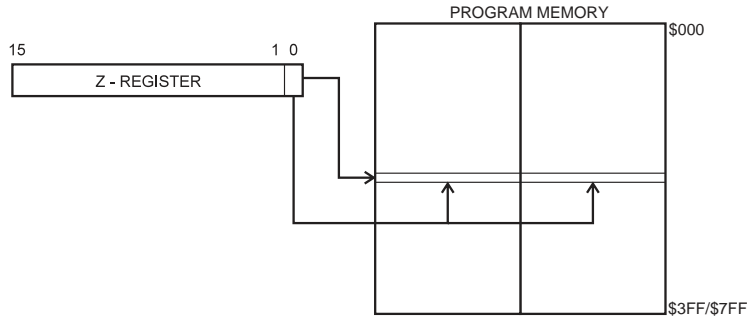 PROGRAM MEMORY
$000
15 1 0
Z - REGISTER
$3FF/$7FF